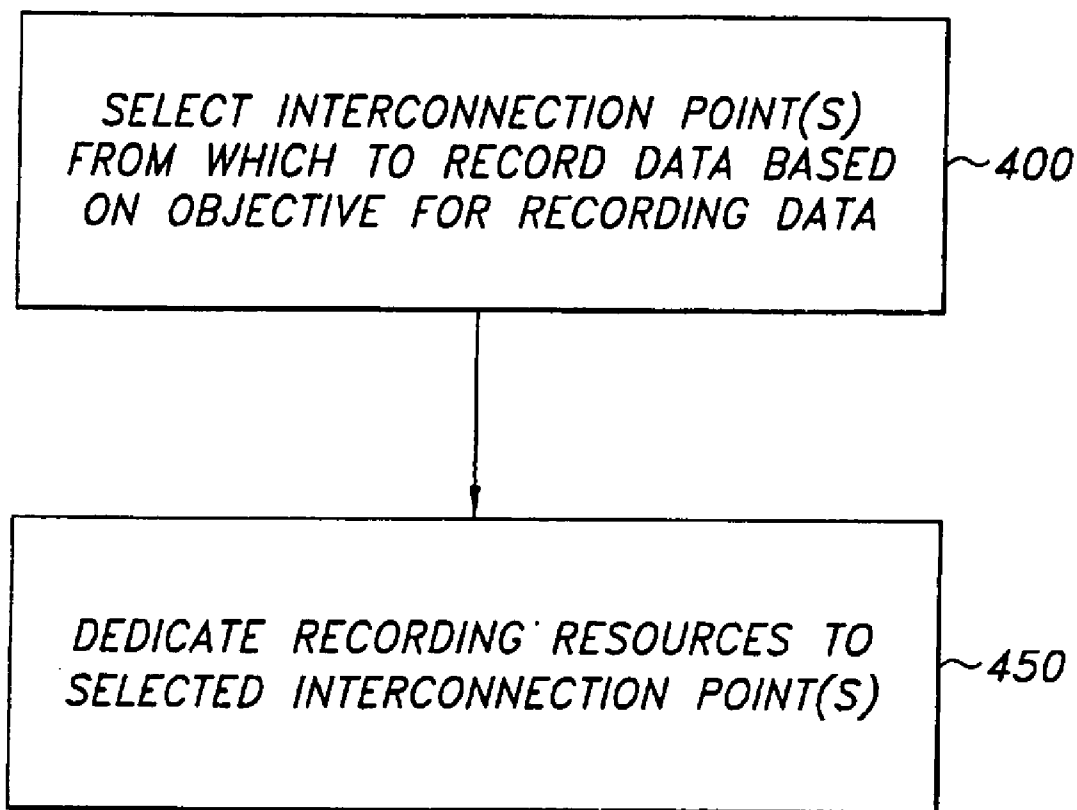 SELECT INTERCONNECTION POINT(S)
FROM WHICH TO RECORD DATA BASED
ON OBJECTIVE FOR RECORDING DATA
~400
DEDICATE RECORDING RESOURCES TO
SELECTED INTERCONNECTION POINT(S)
~450